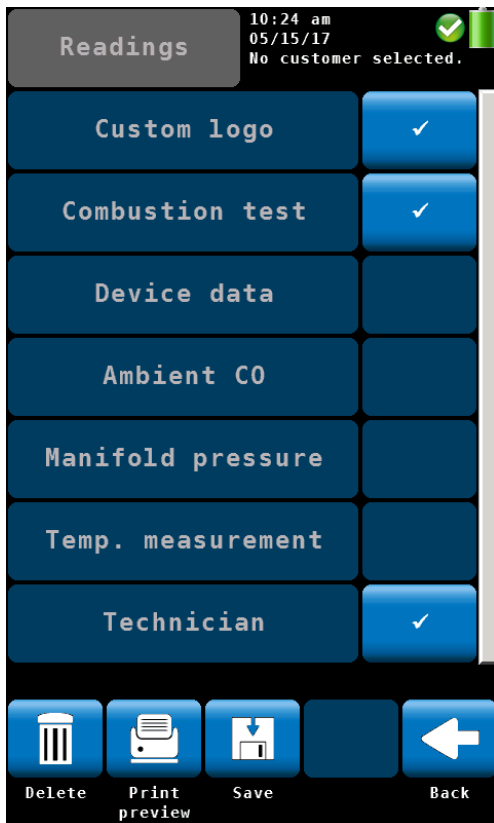 Readings
10:24 am
05/15/17
No customer selected.
Custom logo
Combustion test
Device data
Ambient CO
Manifold pressure
Temp. measurement
Technician
Delete
Print
preview
Save
Back